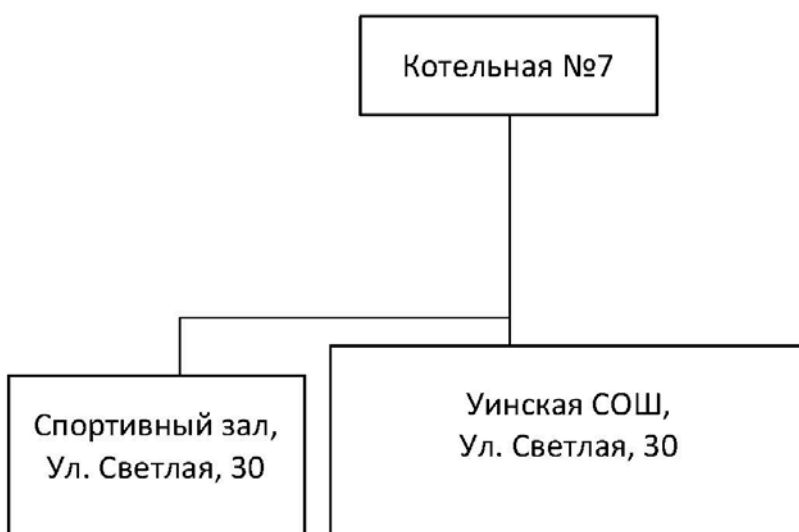 Котельная №7
Спортивный зал,
Ул. Светлая, 30
Уинская СОШ,
Ул. Светлая, 30